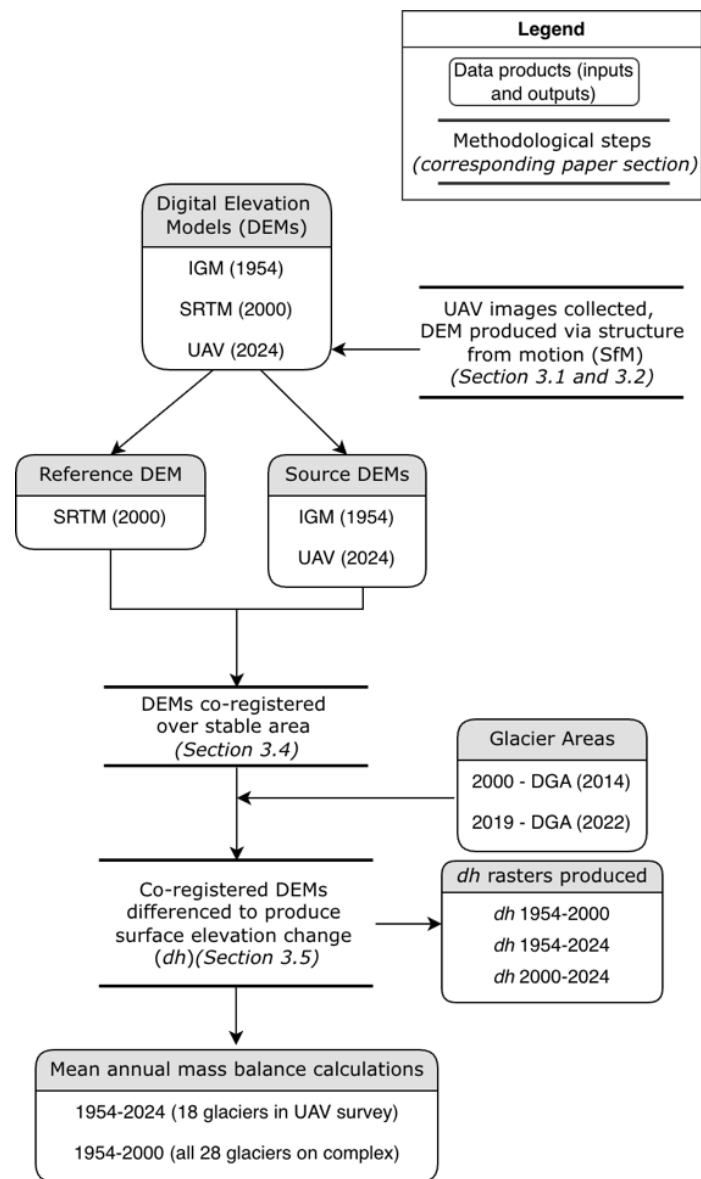 Legend
Data products (inputs
and outputs)
Methodological steps
(corresponding paper section)
Digital Elevation
Models (DEMs)
IGM (1954)
SRTM (2000)
UAV (2024)
UAV images collected,
DEM produced via structure
from motion (SfM)
(Section 3.1 and 3.2)
Reference DEM
SRTM (2000)
Source DEMs
IGM (1954)
UAV (2024)
DEMs co-registered
over stable area
(Section 3.4)
Glacier Areas
2000 - DGA (2014)
2019 - DGA (2022)
Co-registered DEMs
differenced to produce
surface elevation change
(dh)(Section 3.5)
dh rasters produced
dh 1954-2000
dh 1954-2024
dh 2000-2024
Mean annual mass balance calculations
1954-2024 (18 glaciers in UAV survey)
1954-2000 (all 28 glaciers on complex)